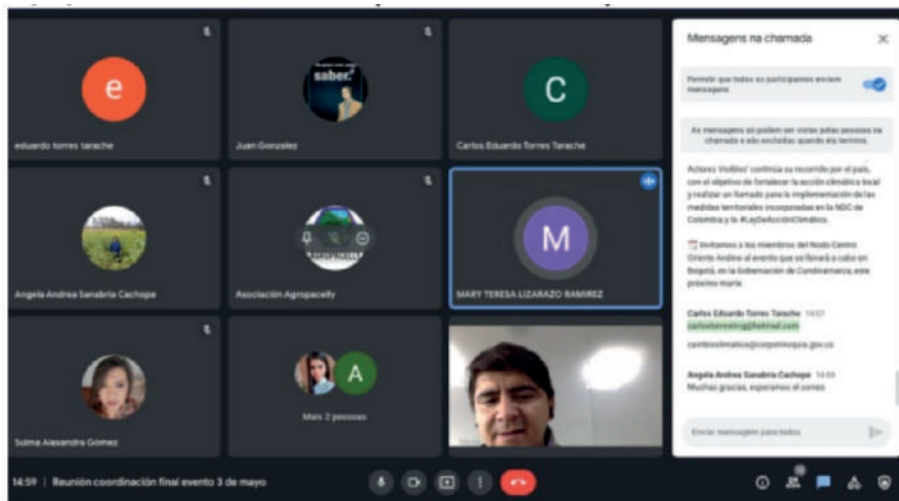 e
eduardo torres tarache
saber.
Juan Gonzalez
C
Carlos Eduardo Torres Tarache
Angela Andrea Sanabria Cachope
Asociación Agropacelly
M
MARY TERESA LIZARAZO RAMIREZ
Sulma Alexandra Gómez
A
Mais 2 pessoas
14:59 | Reunión coordinación final evento 3 de mayo
Mensagens na chamada
Permitir que todos os participantes enviem
mensagens
As mensagens só podem ser vistas pelas pessoas na
chamada e são excluídas quando ela termina.
Actores Visibles' continúa su recorrido por el país,
con el objetivo de fortalecer la acción climática local
y realizar un llamado para la implementación de las
medidas territoriales incorporadas en la NDC de
Colombia y la #LeyDeAcciónClimática.
Invitamos a los miembros del Nodo Centro
Oriente Andino al evento que se llevará a cabo en
Bogotá, en la Gobernación de Cundinamarca, este
próximo marte
Carlos Eduardo Torres Tarache 14:57
Angela Andrea Sanabria Cachope 14:59
Muchas gracias, esperamos el correo
Enviar mensagem para todos